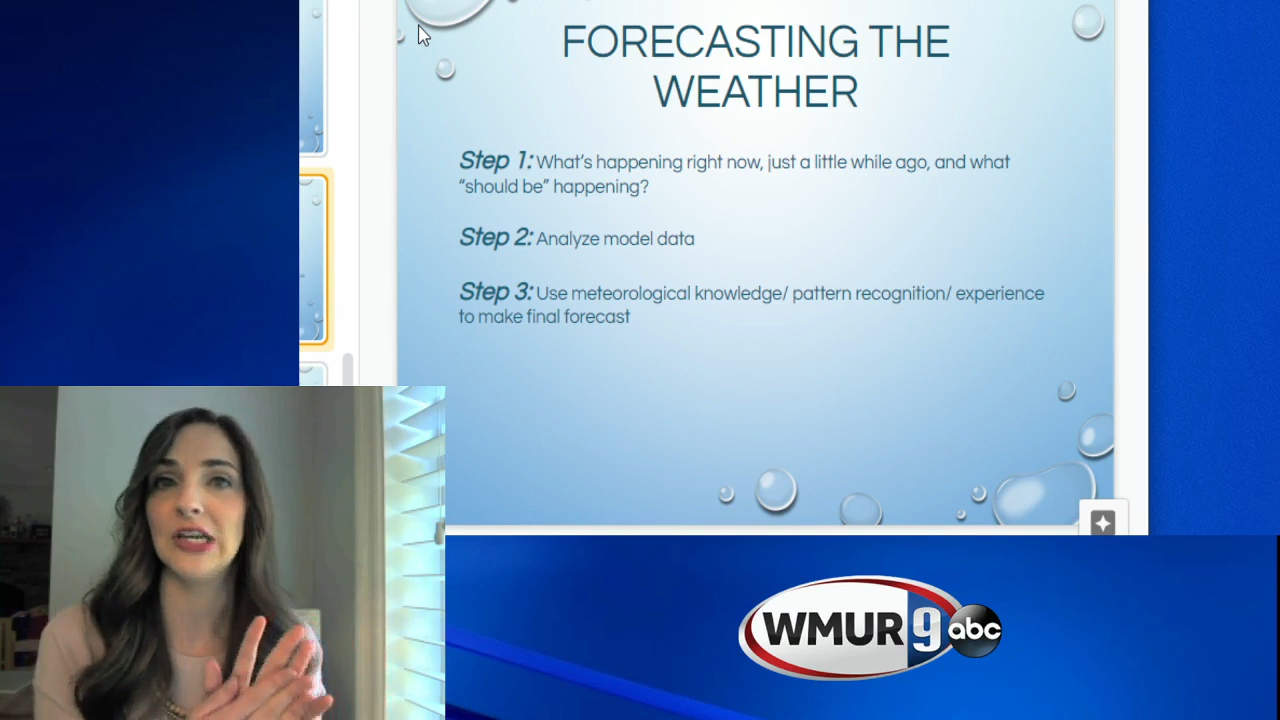 FORECASTING THE
WEATHER
Step 1: What's happening right now, just a little while ago, and what
“should be” happening?
Step 2: Analyze model data
Step 3: Use meteorological knowledge/ pattern recognition/ experience
to make final forecast
WMUR 9 abc